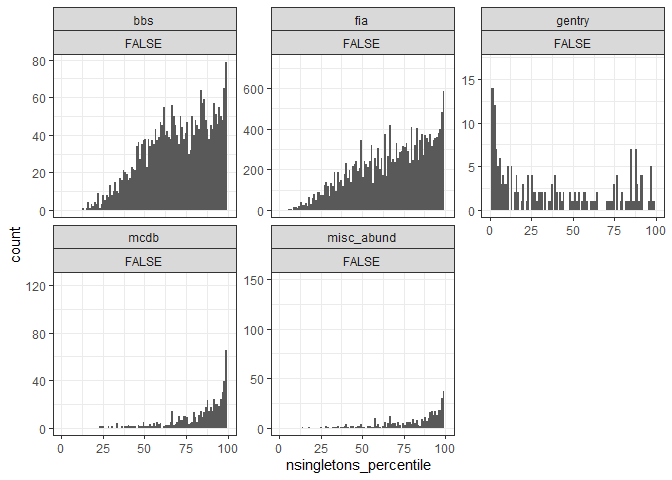 bbs
FALSE
fia
FALSE
gentry
FALSE
80
60
40
20
0
600
400
200
0
15
10
5
0
0 25 50 75 100
mcdb
FALSE
misc_abund
FALSE
120
80
40
0
150
100
50
0
0 25 50 75 100
0 25 50 75 100
count
nsingletons_percentile